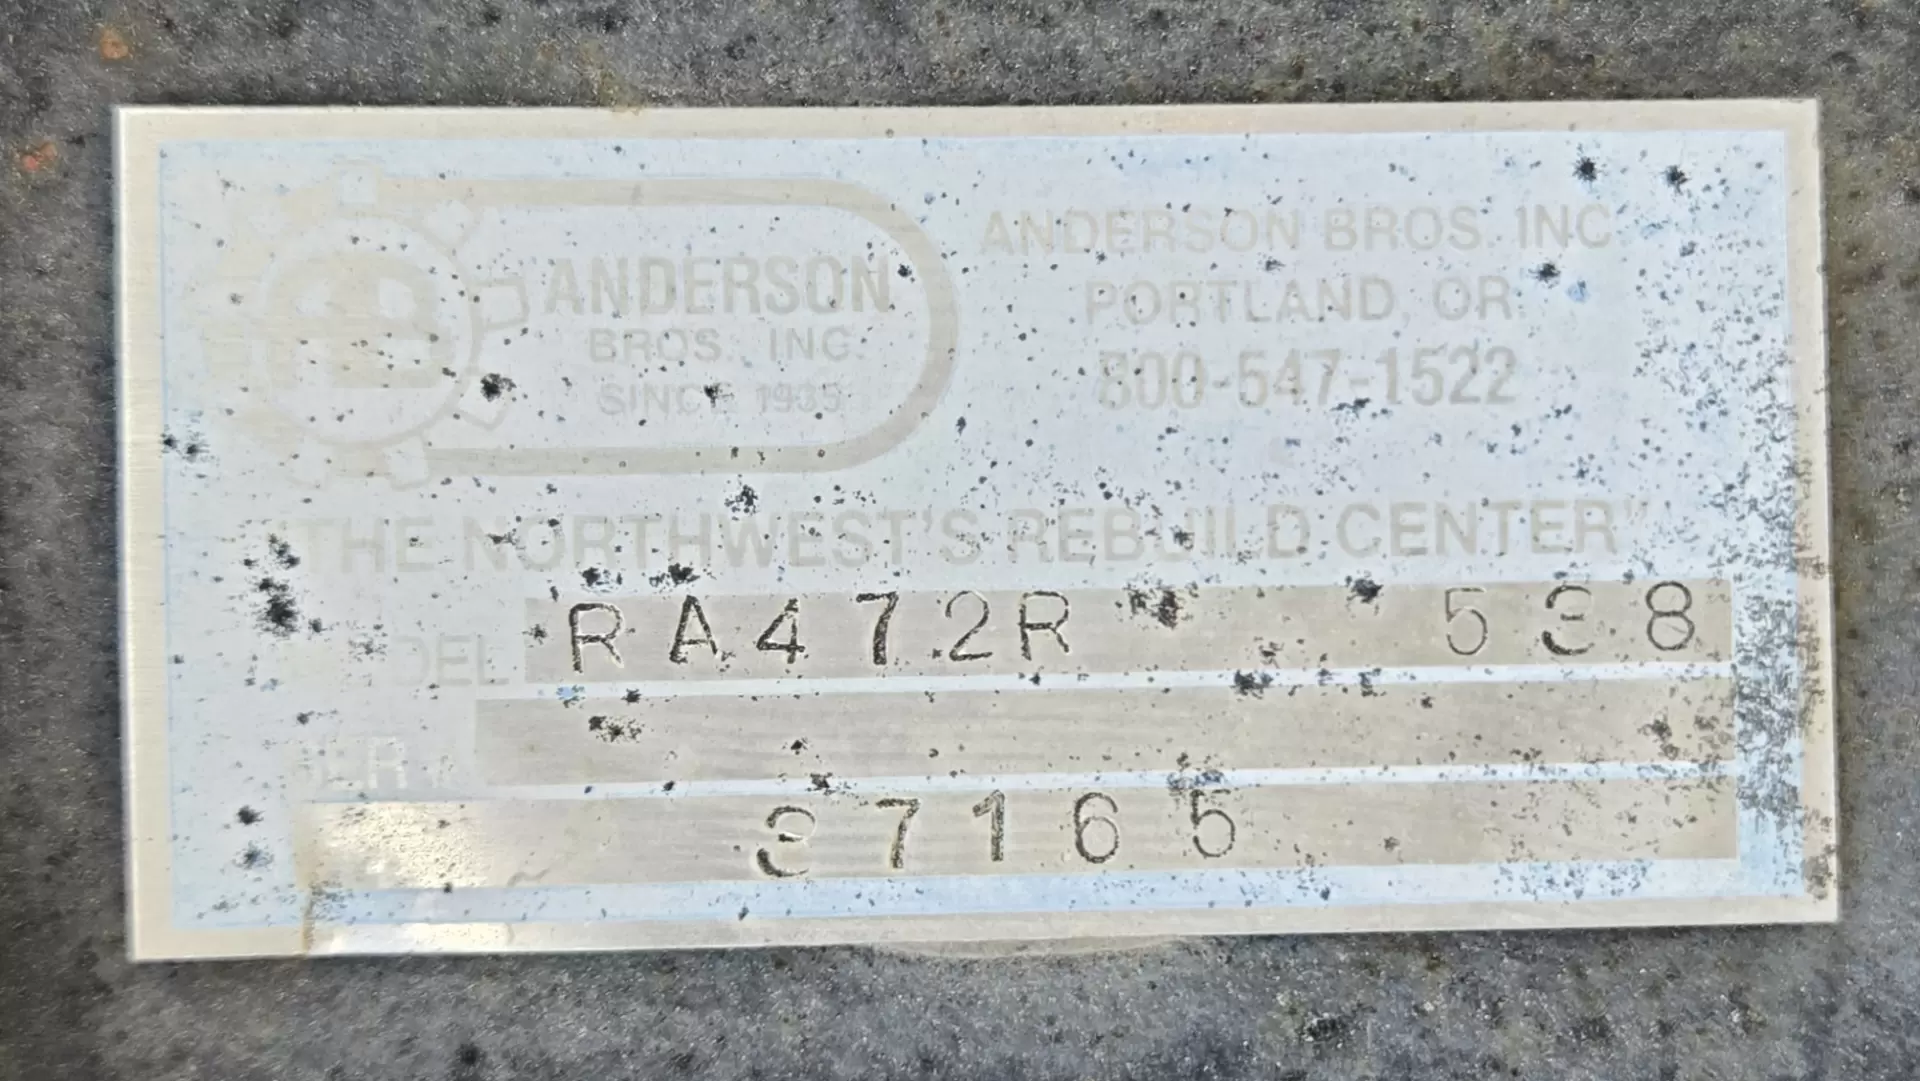 ANDERSON
BROS., INC.
SINCE 1935
ANDERSON BROS. INC
PORTLAND, OR
800-547-1522
"THE NORTHWEST'S REBUILD CENTER"
RA472R 538
37165